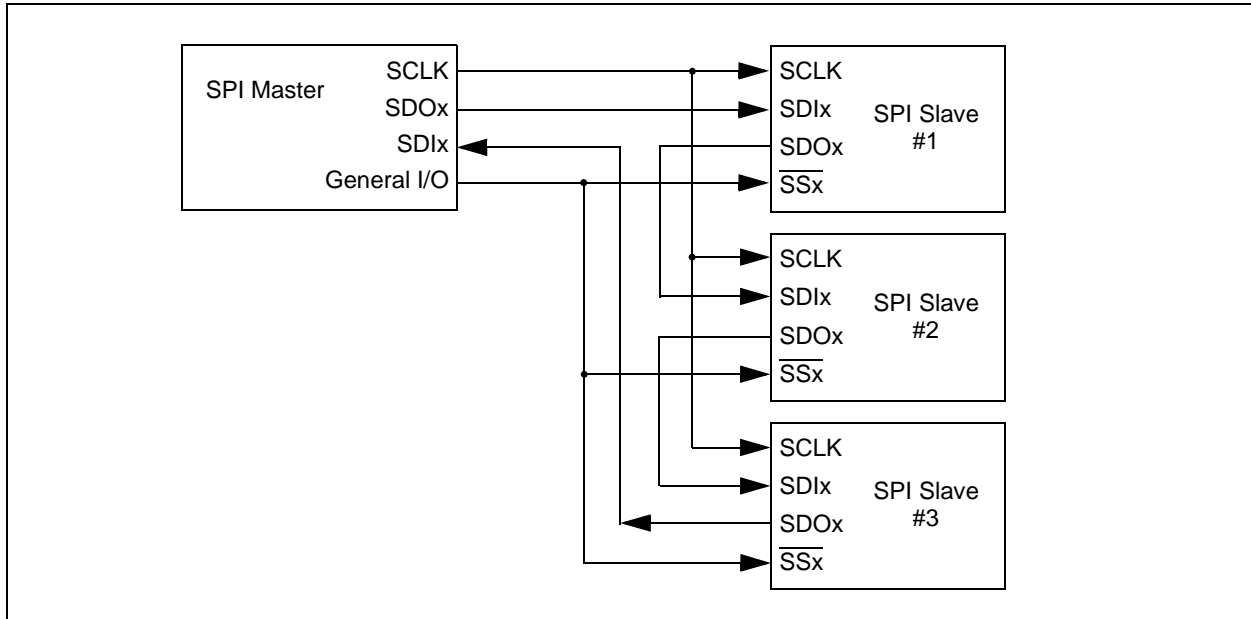 SPI Master
SCLK
SDOx
SDIx
General I/O
SCLK
SDIx
SDOx
SSx
SPI Slave
#1
SCLK
SDIx
SDOx
SSx
SPI Slave
#2
SCLK
SDIx
SDOx
SSx
SPI Slave
#3